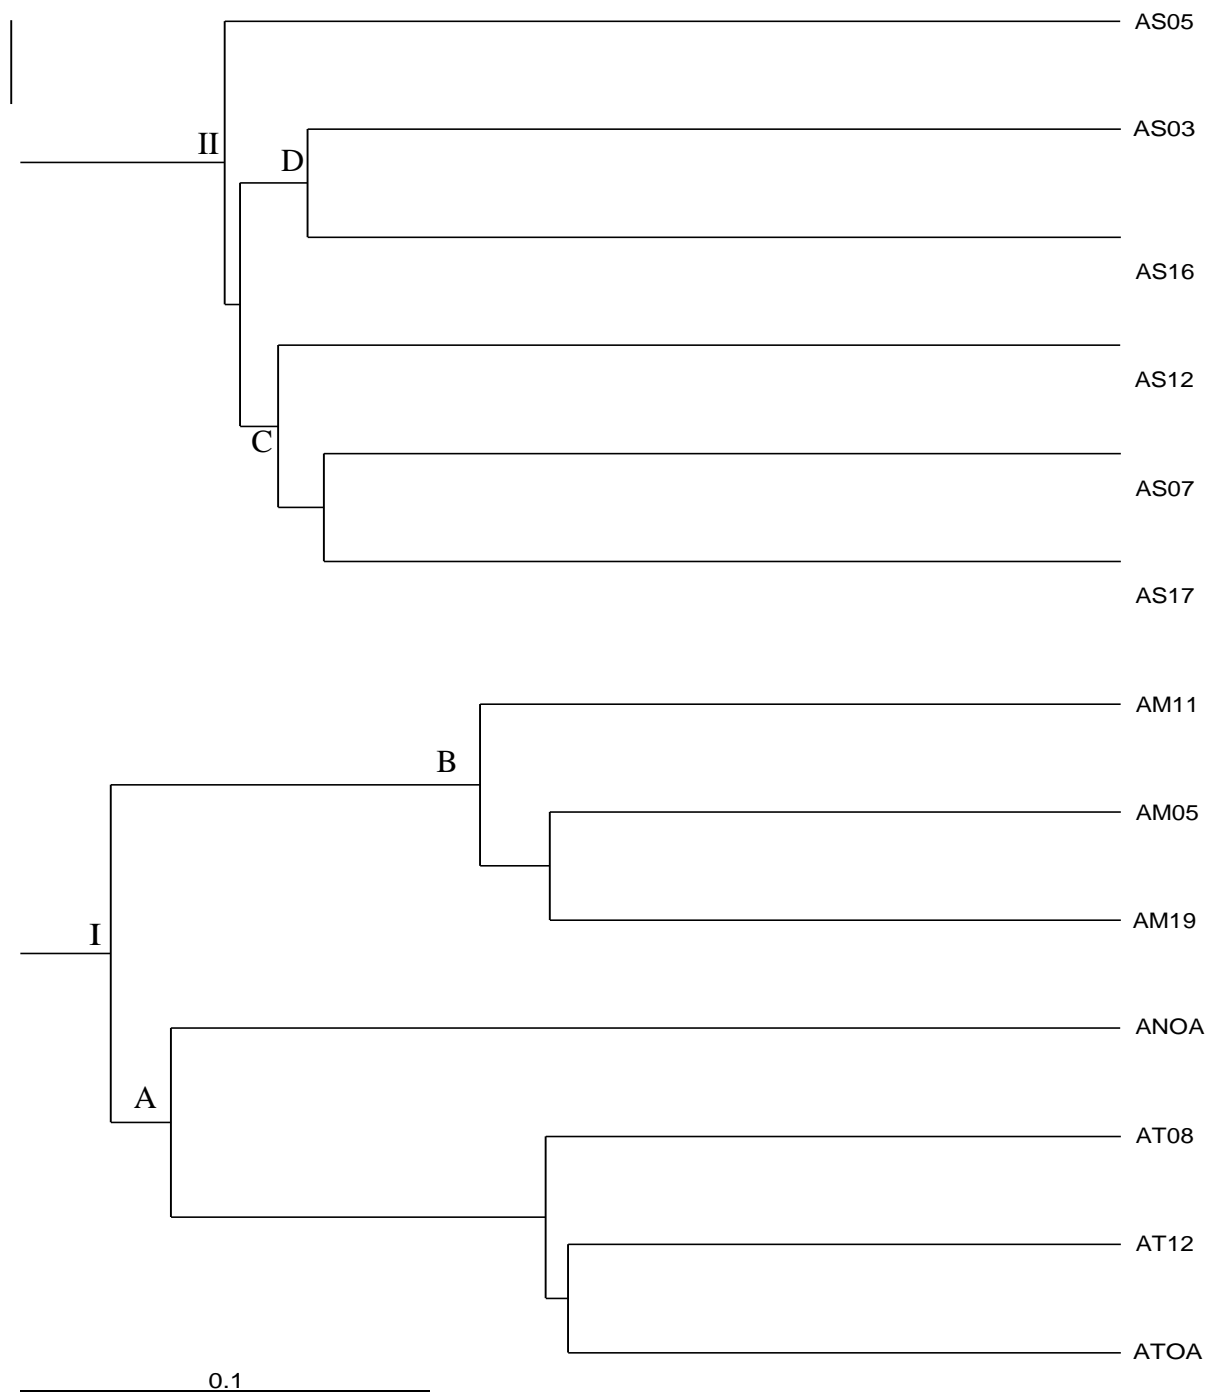 AS05
AS03
II
D
AS16
AS12
C
AS07
AS17
AM11
B
AM05
AM19
I
ANOA
A
AT08
AT12
ATOA
0.1